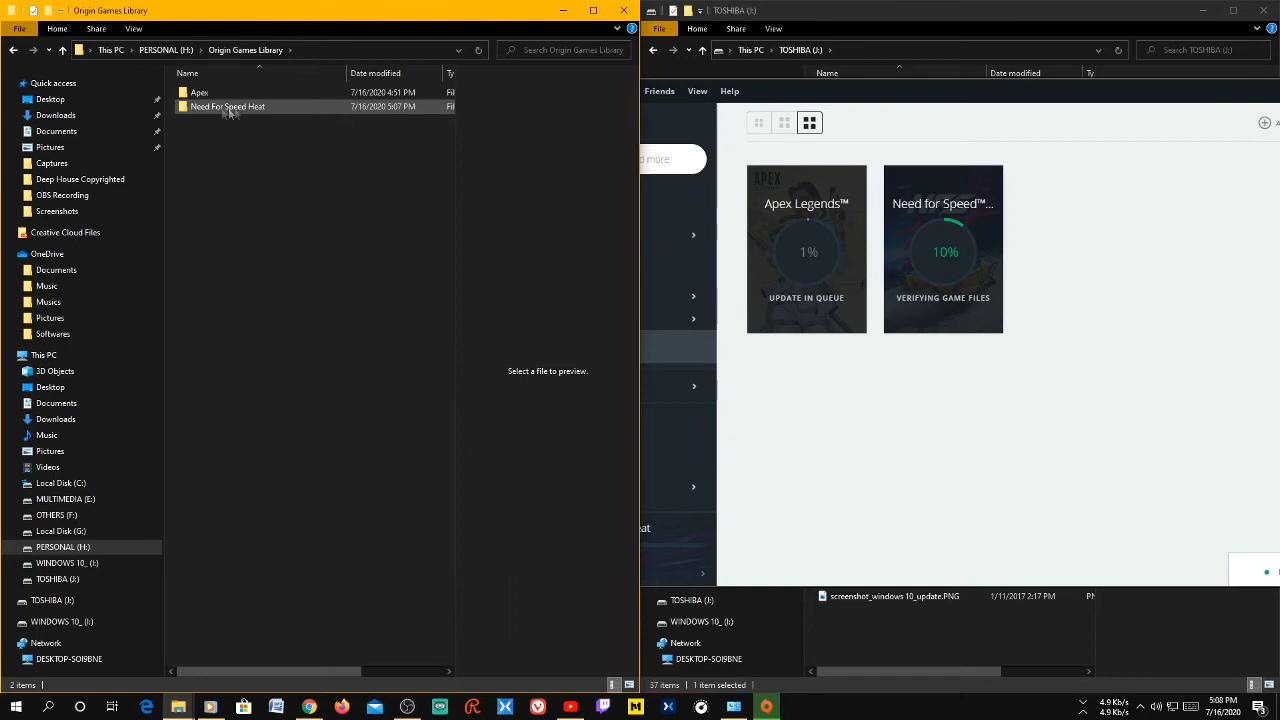 Origin Games Library
File Home Share View
This PC > PERSONAL (H:) > Origin Games Library >
Search Origin Games Library
Name Date modified Ty
Apex 7/16/2020 4:51 PM Fil
Need For Speed Heat 7/16/2020 5:07 PM Fil
Quick access
Desktop
Downloads
Documents
Pictures
Captures
Deep House Copyrighted
OBS Recording
Screenshots
Creative Cloud Files
OneDrive
Documents
Music
Musics
Pictures
Softwares
This PC
3D Objects
Desktop
Documents
Downloads
Music
Pictures
Videos
Local Disk (C:)
MULTIMEDIA (E:)
OTHERS (F:)
Local Disk (G:)
PERSONAL (H:)
WINDOWS 10_ (I:)
TOSHIBA (J:)
TOSHIBA (J:)
WINDOWS 10_ (I:)
Network
DESKTOP-SOI9BNE
Select a file to preview.
2 items
TOSHIBA (J:)
File Home Share View
This PC > TOSHIBA (J:) >
Search TOSHIBA (J:)
Name Date modified Ty
Friends View Help
d more
APEX
Apex Legends™
1%
UPDATE IN QUEUE
Need for Speed™...
10%
VERIFYING GAME FILES
eat
screenshot_windows 10_update.PNG 1/11/2017 2:17 PM PN
TOSHIBA (J:)
WINDOWS 10_ (I:)
Network
DESKTOP-SOI9BNE
37 items 1 item selected
4.9 Kb/s
4.9 Kb/s
5:08 PM
7/16/2020